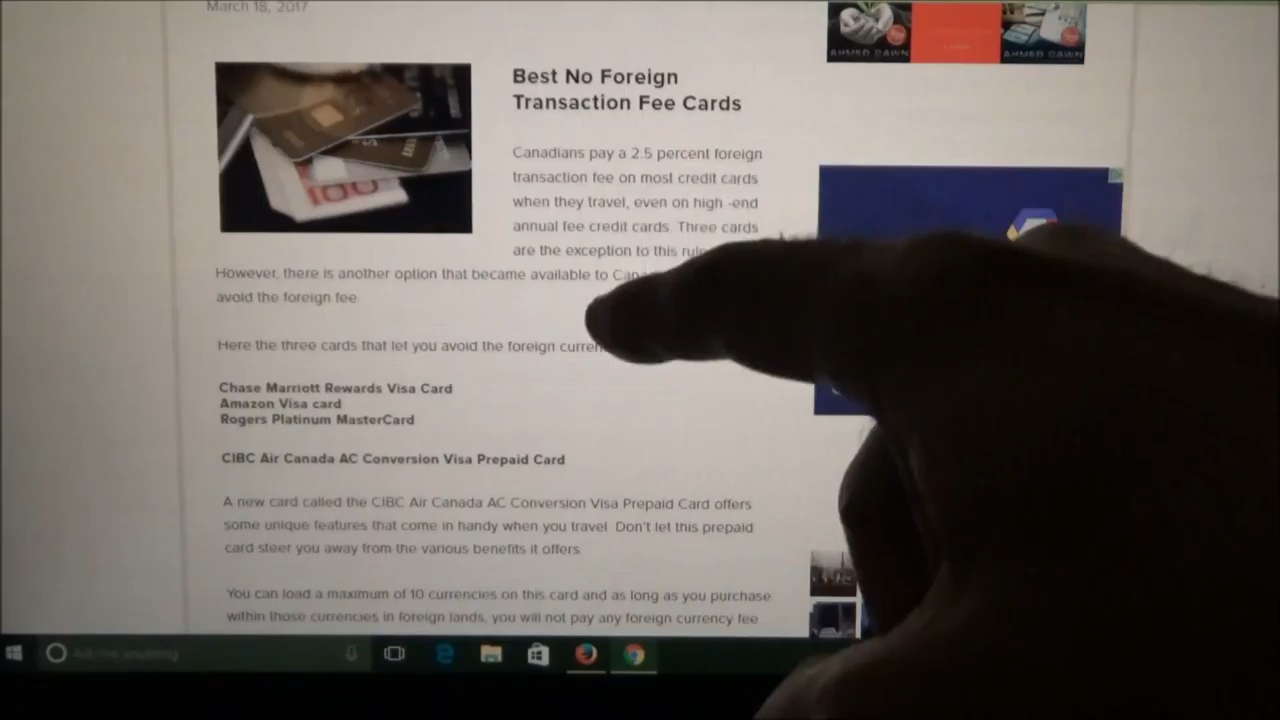 March 18, 2017
AHMED DAWN
AHMED DAWN
Best No Foreign
Transaction Fee Cards
100
Canadians pay a 2.5 percent foreign
transaction fee on most credit cards
when they travel, even on high -end
annual fee credit cards. Three cards
are the exception to this
However, there is another option that became available to
avoid the foreign fee.
Here the three cards that let you avoid the foreign
Chase Marriott Rewards Visa Card
Amazon Visa card
Rogers Platinum MasterCard
CIBC Air Canada AC Conversion Visa Prepaid Card
A new card called the CIBC Air Canada AC Conversion Visa Prepaid Card offers
some unique features that come in handy when you travel. Don't let this prepaid
card steer you away from the various benefits it offers.
You can load a maximum of 10 currencies on this card and as long as you purchase
within those currencies in foreign lands, you will not pay any foreign currency fee
Ask me anything